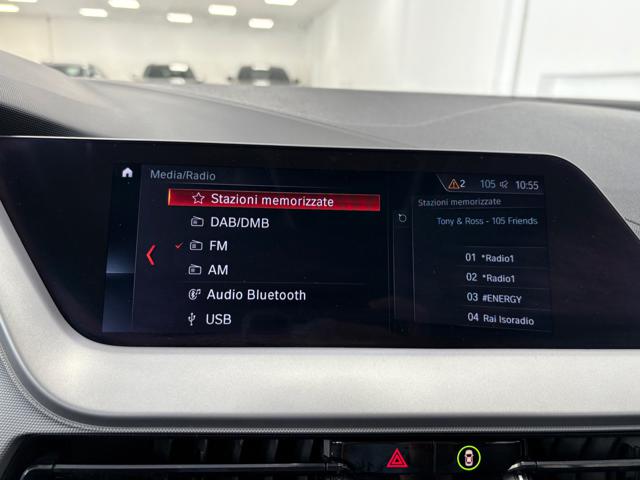 Media/Radio
2 105 10:55
Stazioni memorizzate
DAB/DMB
FM
AM
Audio Bluetooth
USB
Stazioni memorizzate
Tony & Ross - 105 Friends
01 *Radio1
02 *Radio1
03 #ENERGY
04 Rai Isoradio